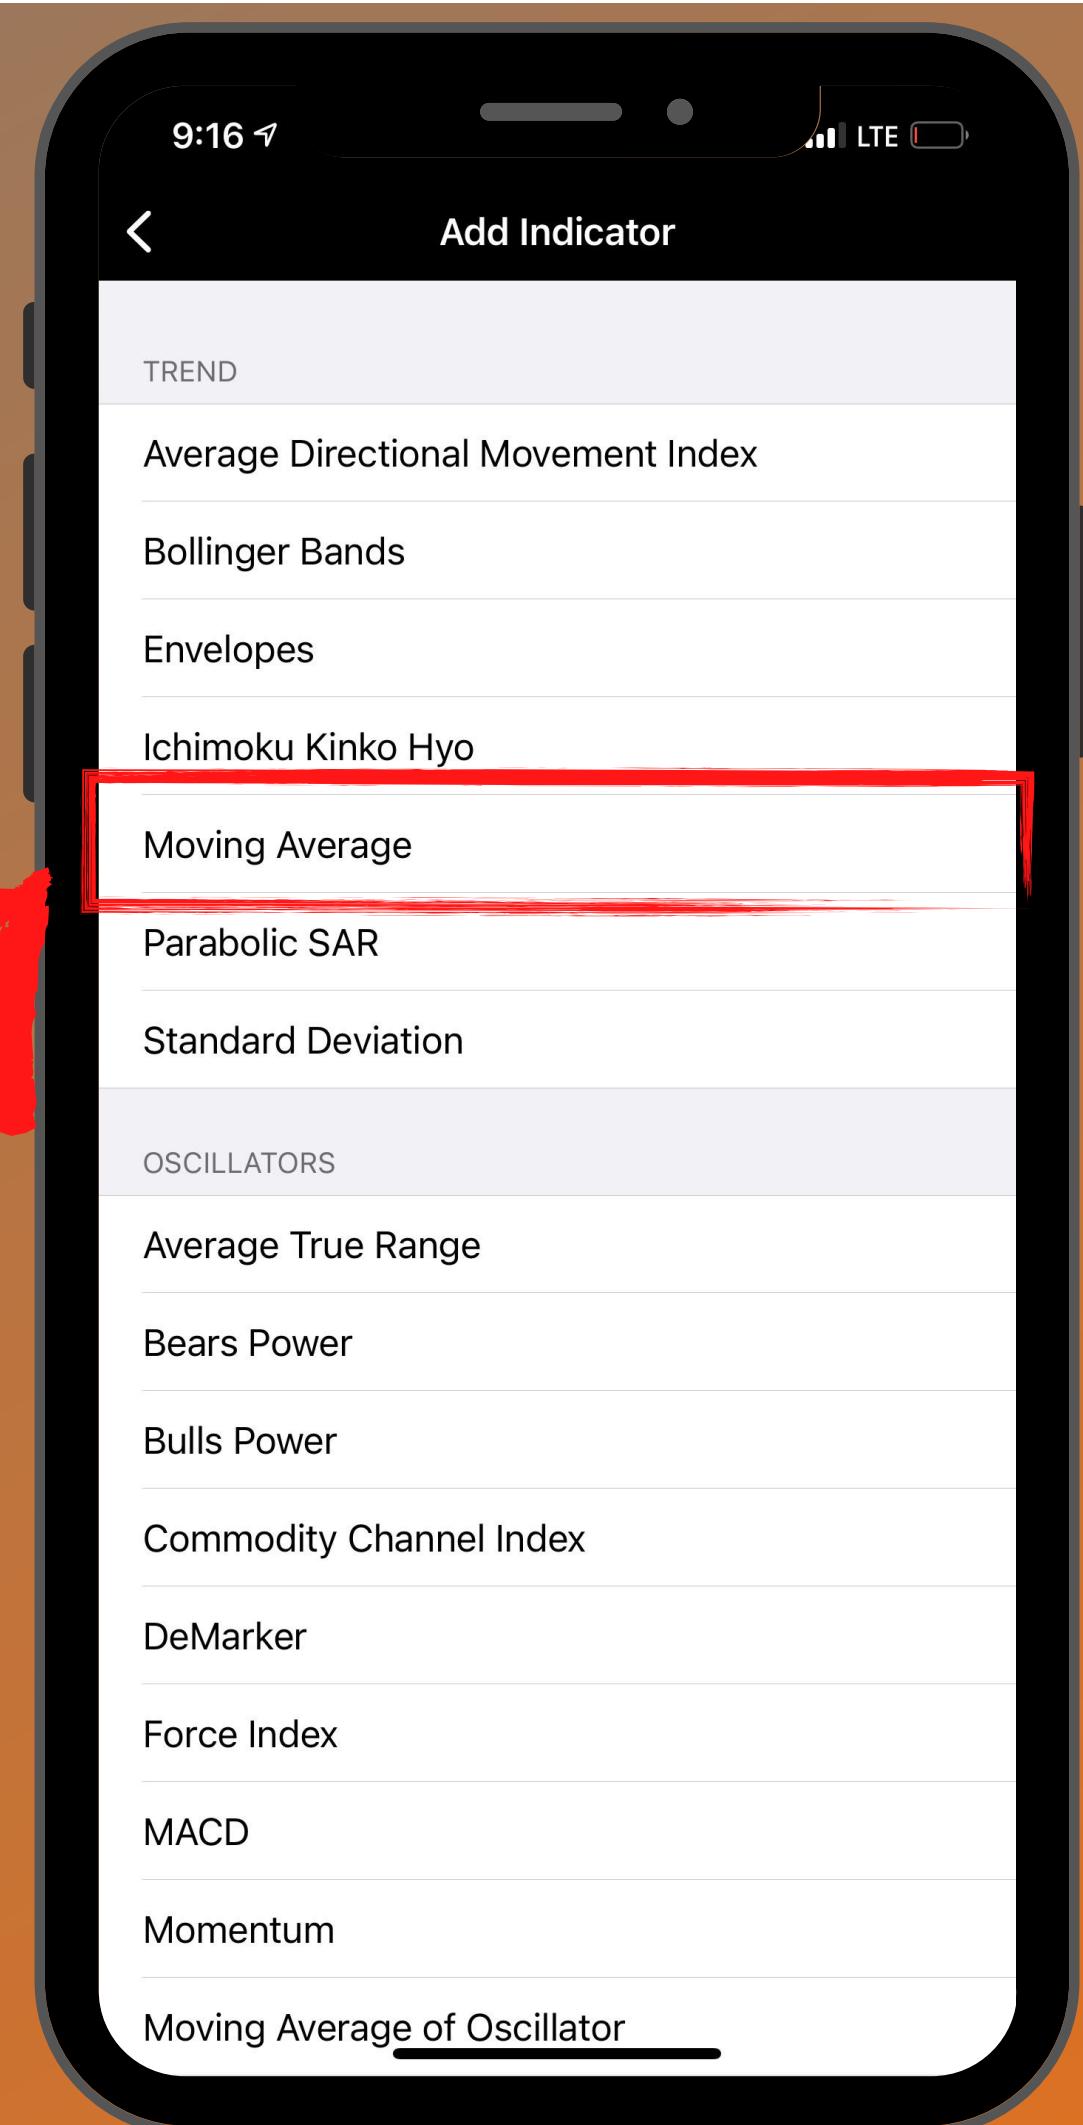 9:16
LTE
Add Indicator
TREND
Average Directional Movement Index
Bollinger Bands
Envelopes
Ichimoku Kinko Hyo
Moving Average
Parabolic SAR
Standard Deviation
OSCILLATORS
Average True Range
Bears Power
Bulls Power
Commodity Channel Index
DeMarker
Force Index
MACD
Momentum
Moving Average of Oscillator